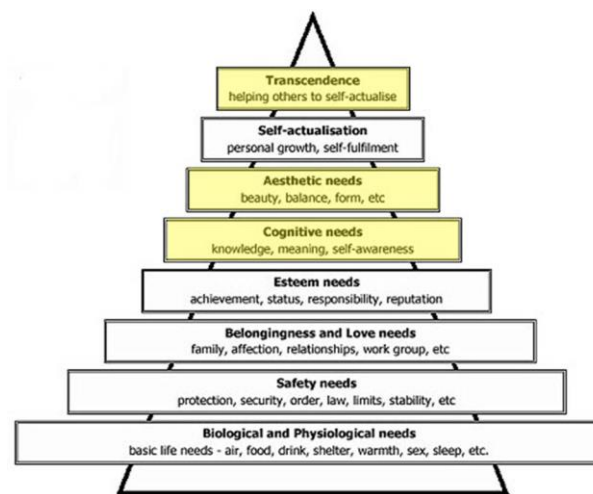 Transcendence
helping others to self-actualise
Self-actualisation
personal growth, self-fulfilment
Aesthetic needs
beauty, balance, form, etc
Cognitive needs
knowledge, meaning, self-awareness
Esteem needs
achievement, status, responsibility, reputation
Belongingness and Love needs
family, affection, relationships, work group, etc
Safety needs
protection, security, order, law, limits, stability, etc
Biological and Physiological needs
basic life needs - air, food, drink, shelter, warmth, sex, sleep, etc.